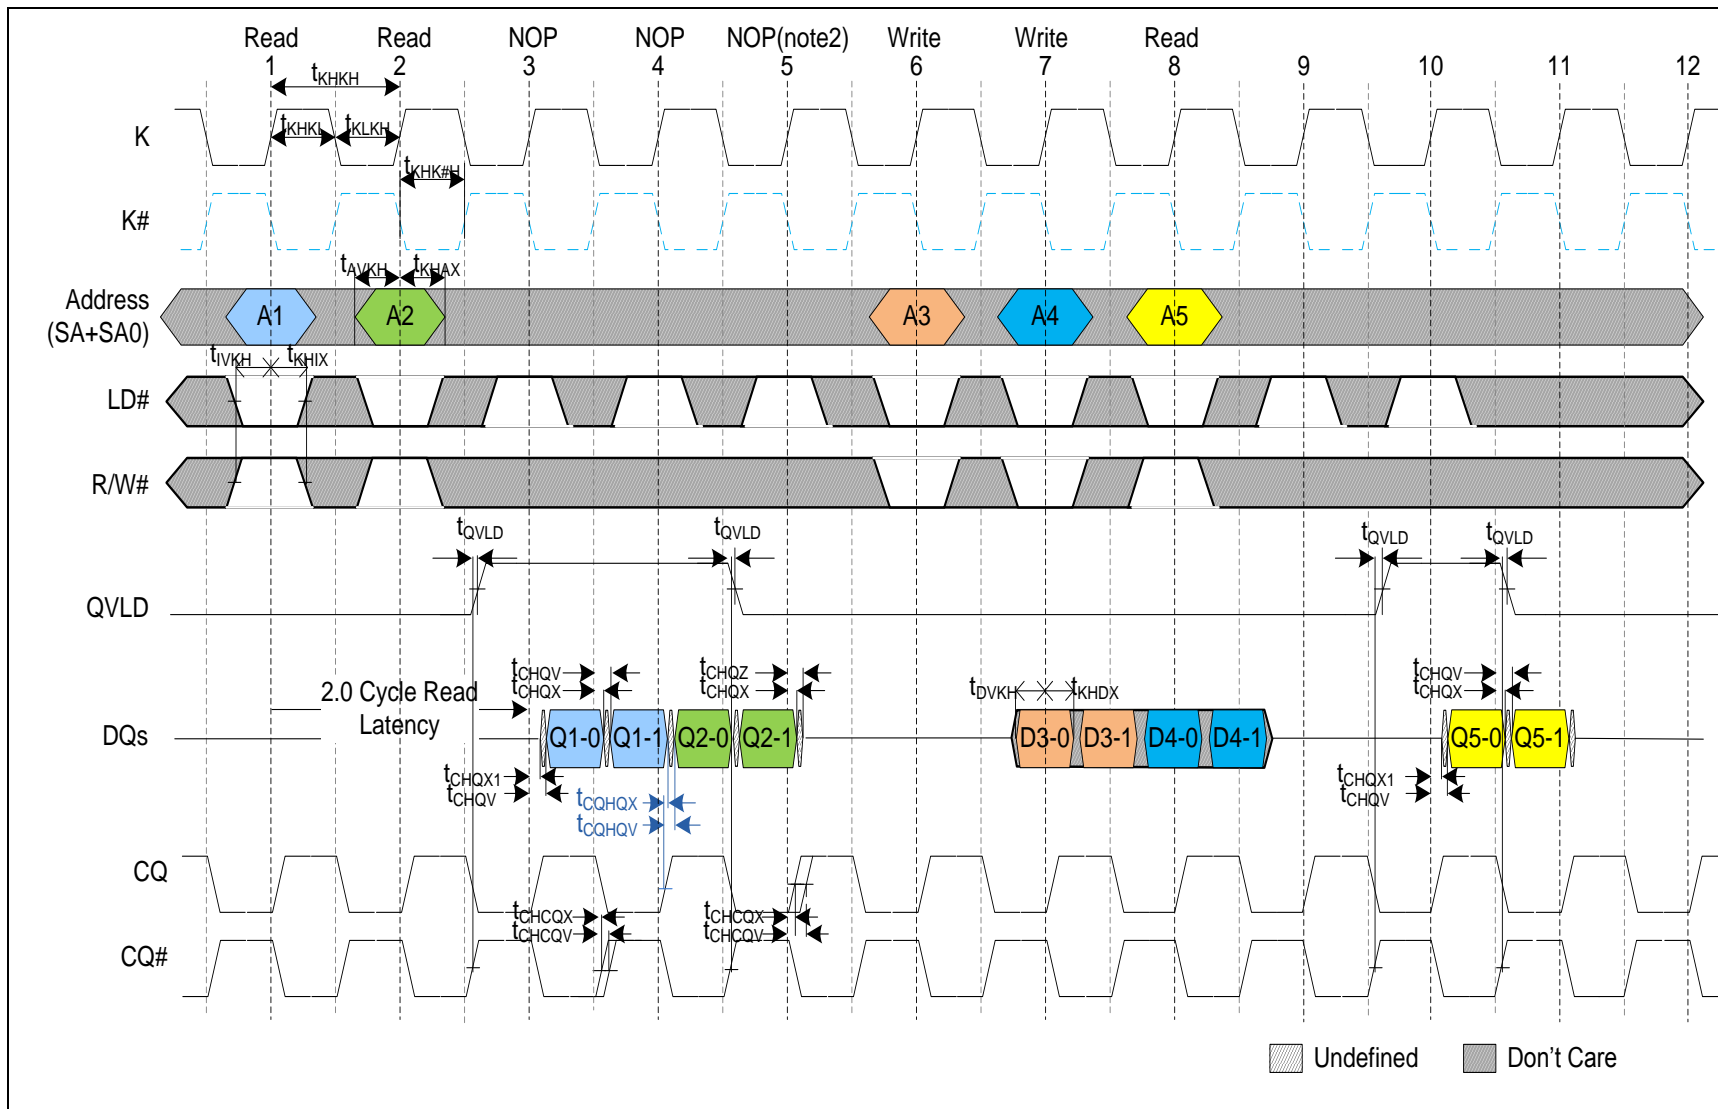 Read Read NOP NOP NOP(note2) Write Write Read
1 2 3 4 5 6 7 8 9 10 11 12
tKHKH
K
tKHKL tKLKH
tKHK#H
K#
tAVKH tKHAX
Address
(SA+SA0)
A1 A2 A3 A4 A5
tIVKH tKHIX
LD#
R/W#
tQVLD tQVLD tQVLD tQVLD
QVLD
tCHQV tCHQZ tCHQV
tCHQX tCHQX tDVKH tKHDX tCHQX
2.0 Cycle Read
Latency
DQs
Q1-0 Q1-1 Q2-0 Q2-1 D3-0 D3-1 D4-0 D4-1 Q5-0 Q5-1
tCHQX1 tCHQX1
tCHQV tCHQV
tCQHQX
tCQHQV
CQ
tCHCQX tCHCQX
tCHCQV tCHCQV
CQ#
Undefined Don't Care